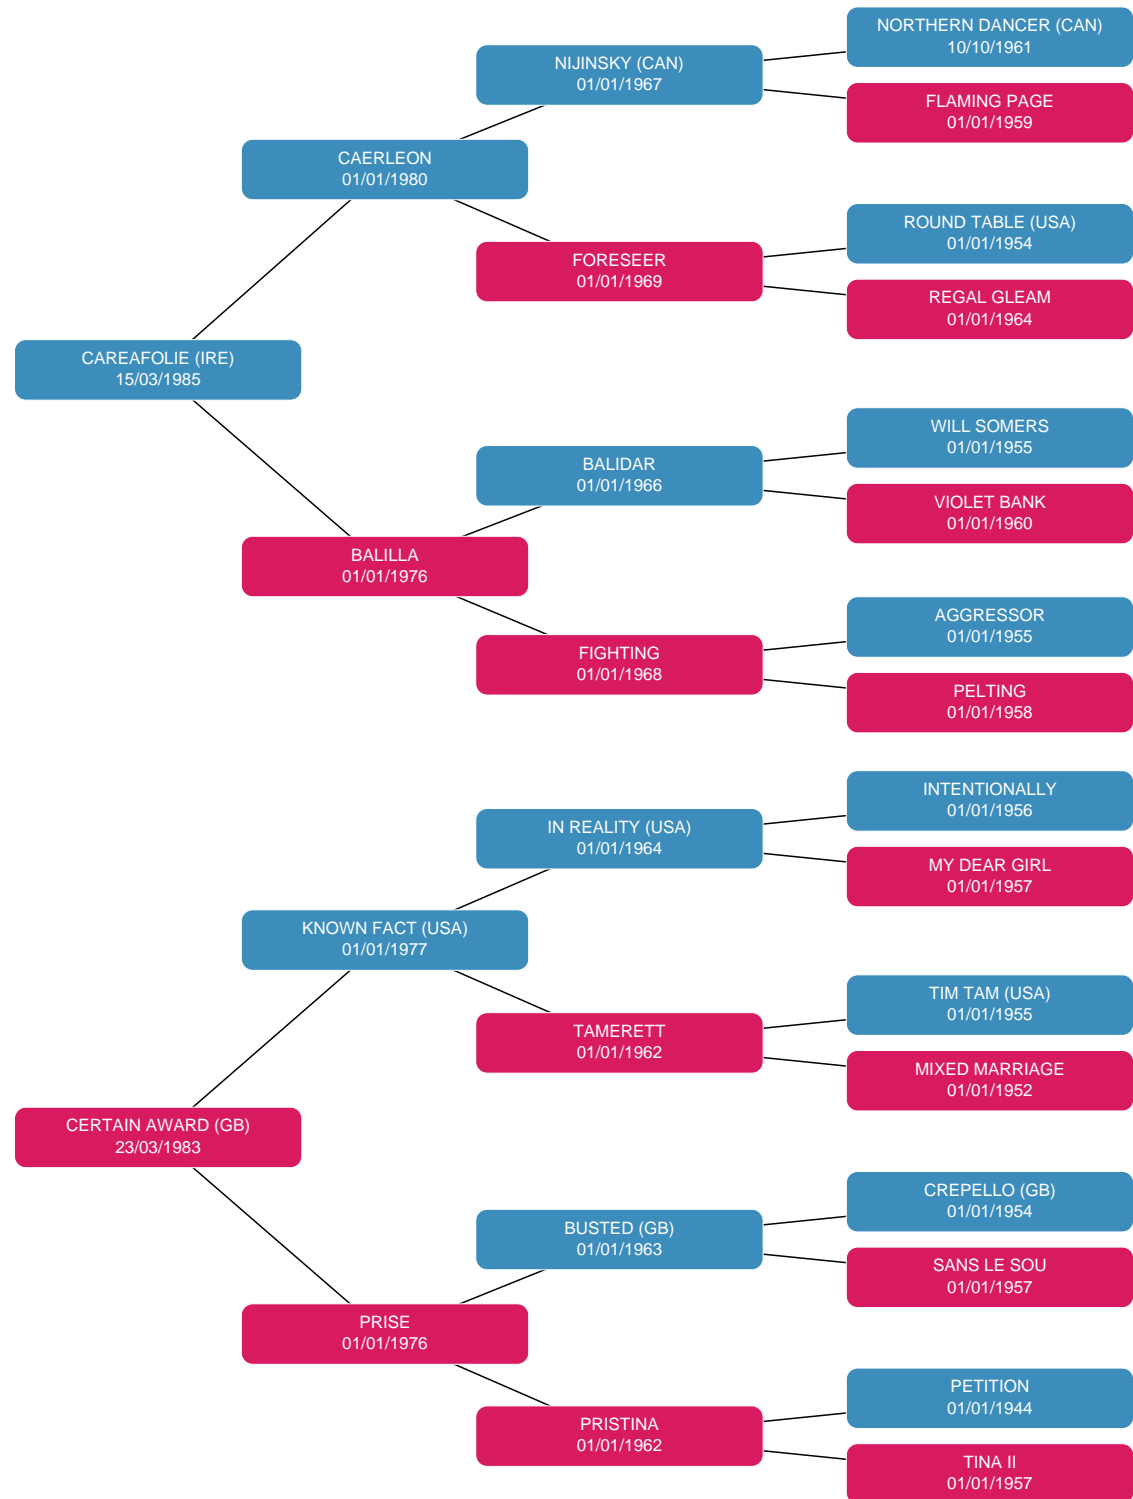 NORTHERN DANCER (CAN)
10/10/1961
NIJINSKY (CAN)
01/01/1967
FLAMING PAGE
01/01/1959
CAERLEON
01/01/1980
ROUND TABLE (USA)
01/01/1954
FORESEER
01/01/1969
REGAL GLEAM
01/01/1964
CAREAFOLIE (IRE)
15/03/1985
WILL SOMERS
01/01/1955
BALIDAR
01/01/1966
VIOLET BANK
01/01/1960
BALILLA
01/01/1976
AGGRESSOR
01/01/1955
FIGHTING
01/01/1968
PELTING
01/01/1958
INTENTIONALLY
01/01/1956
IN REALITY (USA)
01/01/1964
MY DEAR GIRL
01/01/1957
KNOWN FACT (USA)
01/01/1977
TIM TAM (USA)
01/01/1955
TAMERETT
01/01/1962
MIXED MARRIAGE
01/01/1952
CERTAIN AWARD (GB)
23/03/1983
CREPELLO (GB)
01/01/1954
BUSTED (GB)
01/01/1963
SANS LE SOU
01/01/1957
PRISE
01/01/1976
PETITION
01/01/1944
PRISTINA
01/01/1962
TINA II
01/01/1957